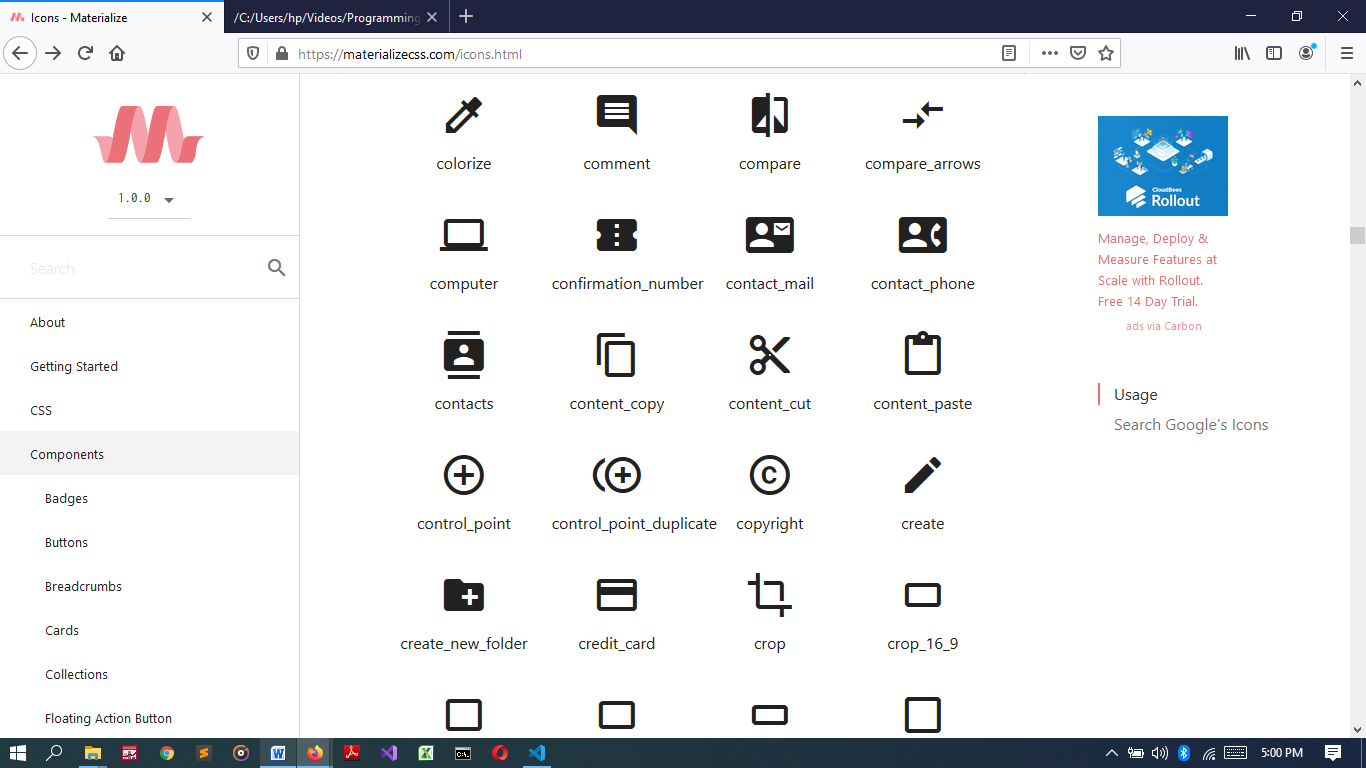 Icons - Materialize
/C:/Users/hp/Videos/Programming
https://materializecss.com/icons.html
1.0.0
Search
About
Getting Started
CSS
Components
Badges
Buttons
Breadcrumbs
Cards
Collections
Floating Action Button
colorize comment compare compare_arrows
computer confirmation_number contact_mail contact_phone
contacts content_copy content_cut content_paste
control_point control_point_duplicate copyright create
create_new_folder credit_card crop crop_16_9
CloudBees
Rollout
Manage, Deploy &
Measure Features at
Scale with Rollout.
Free 14 Day Trial.
ads via Carbon
Usage
Search Google's Icons
5:00 PM